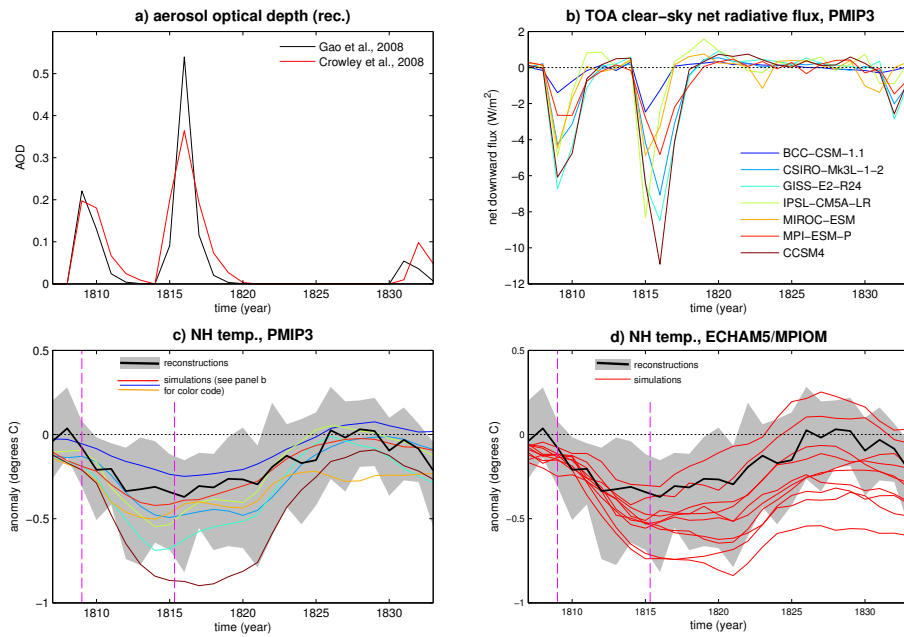 a) aerosol optical depth (rec.)
Gao et al., 2008
Crowley et al., 2008
0.5
0.4
0.3
0.2
0.1
0
AOD
1810
1815
1820
1825
1830
time (year)
b) TOA clear−sky net radiative flux, PMIP3
2
0
−2
−4
−6
−8
−10
−12
net downward flux (W/m²)
BCC−CSM−1.1
CSIRO−Mk3L−1−2
GISS−E2−R24
IPSL−CM5A−LR
MIROC−ESM
MPI−ESM−P
CCSM4
1810
1815
1820
1825
1830
time (year)
c) NH temp., PMIP3
reconstructions
simulations (see panel b
for color code)
0.5
0
−0.5
−1
anomaly (degrees C)
1810
1815
1820
1825
1830
time (year)
d) NH temp., ECHAM5/MPIOM
reconstructions
simulations
0.5
0
−0.5
−1
anomaly (degrees C)
1810
1815
1820
1825
1830
time (year)